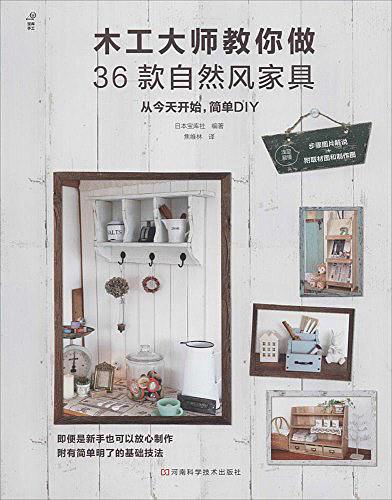 木工大师教你做
36款自然风家具
从今天开始，简单DIY
日本宝库社 编著
焦维林 译
步骤图片解说
+
附取材图和制作图
SALTS
即便是新手也可以放心制作
附有简单明了的基础技法
河南科学技术出版社